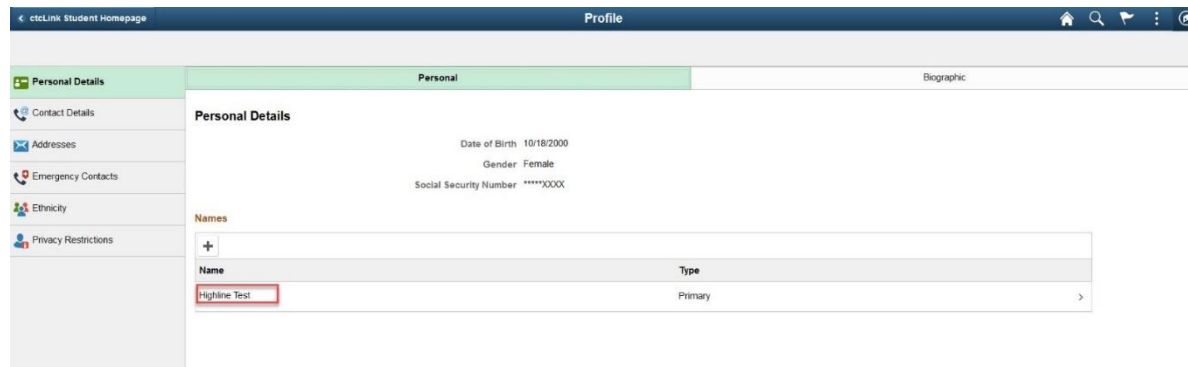 ctcLink Student Homepage
Profile
Personal Details
Contact Details
Addresses
Emergency Contacts
Ethnicity
Privacy Restrictions
Personal
Biographic
Personal Details
Date of Birth 10/18/2000
Gender Female
Social Security Number *****XXXX
Names
+
Name Type
Highline Test Primary >